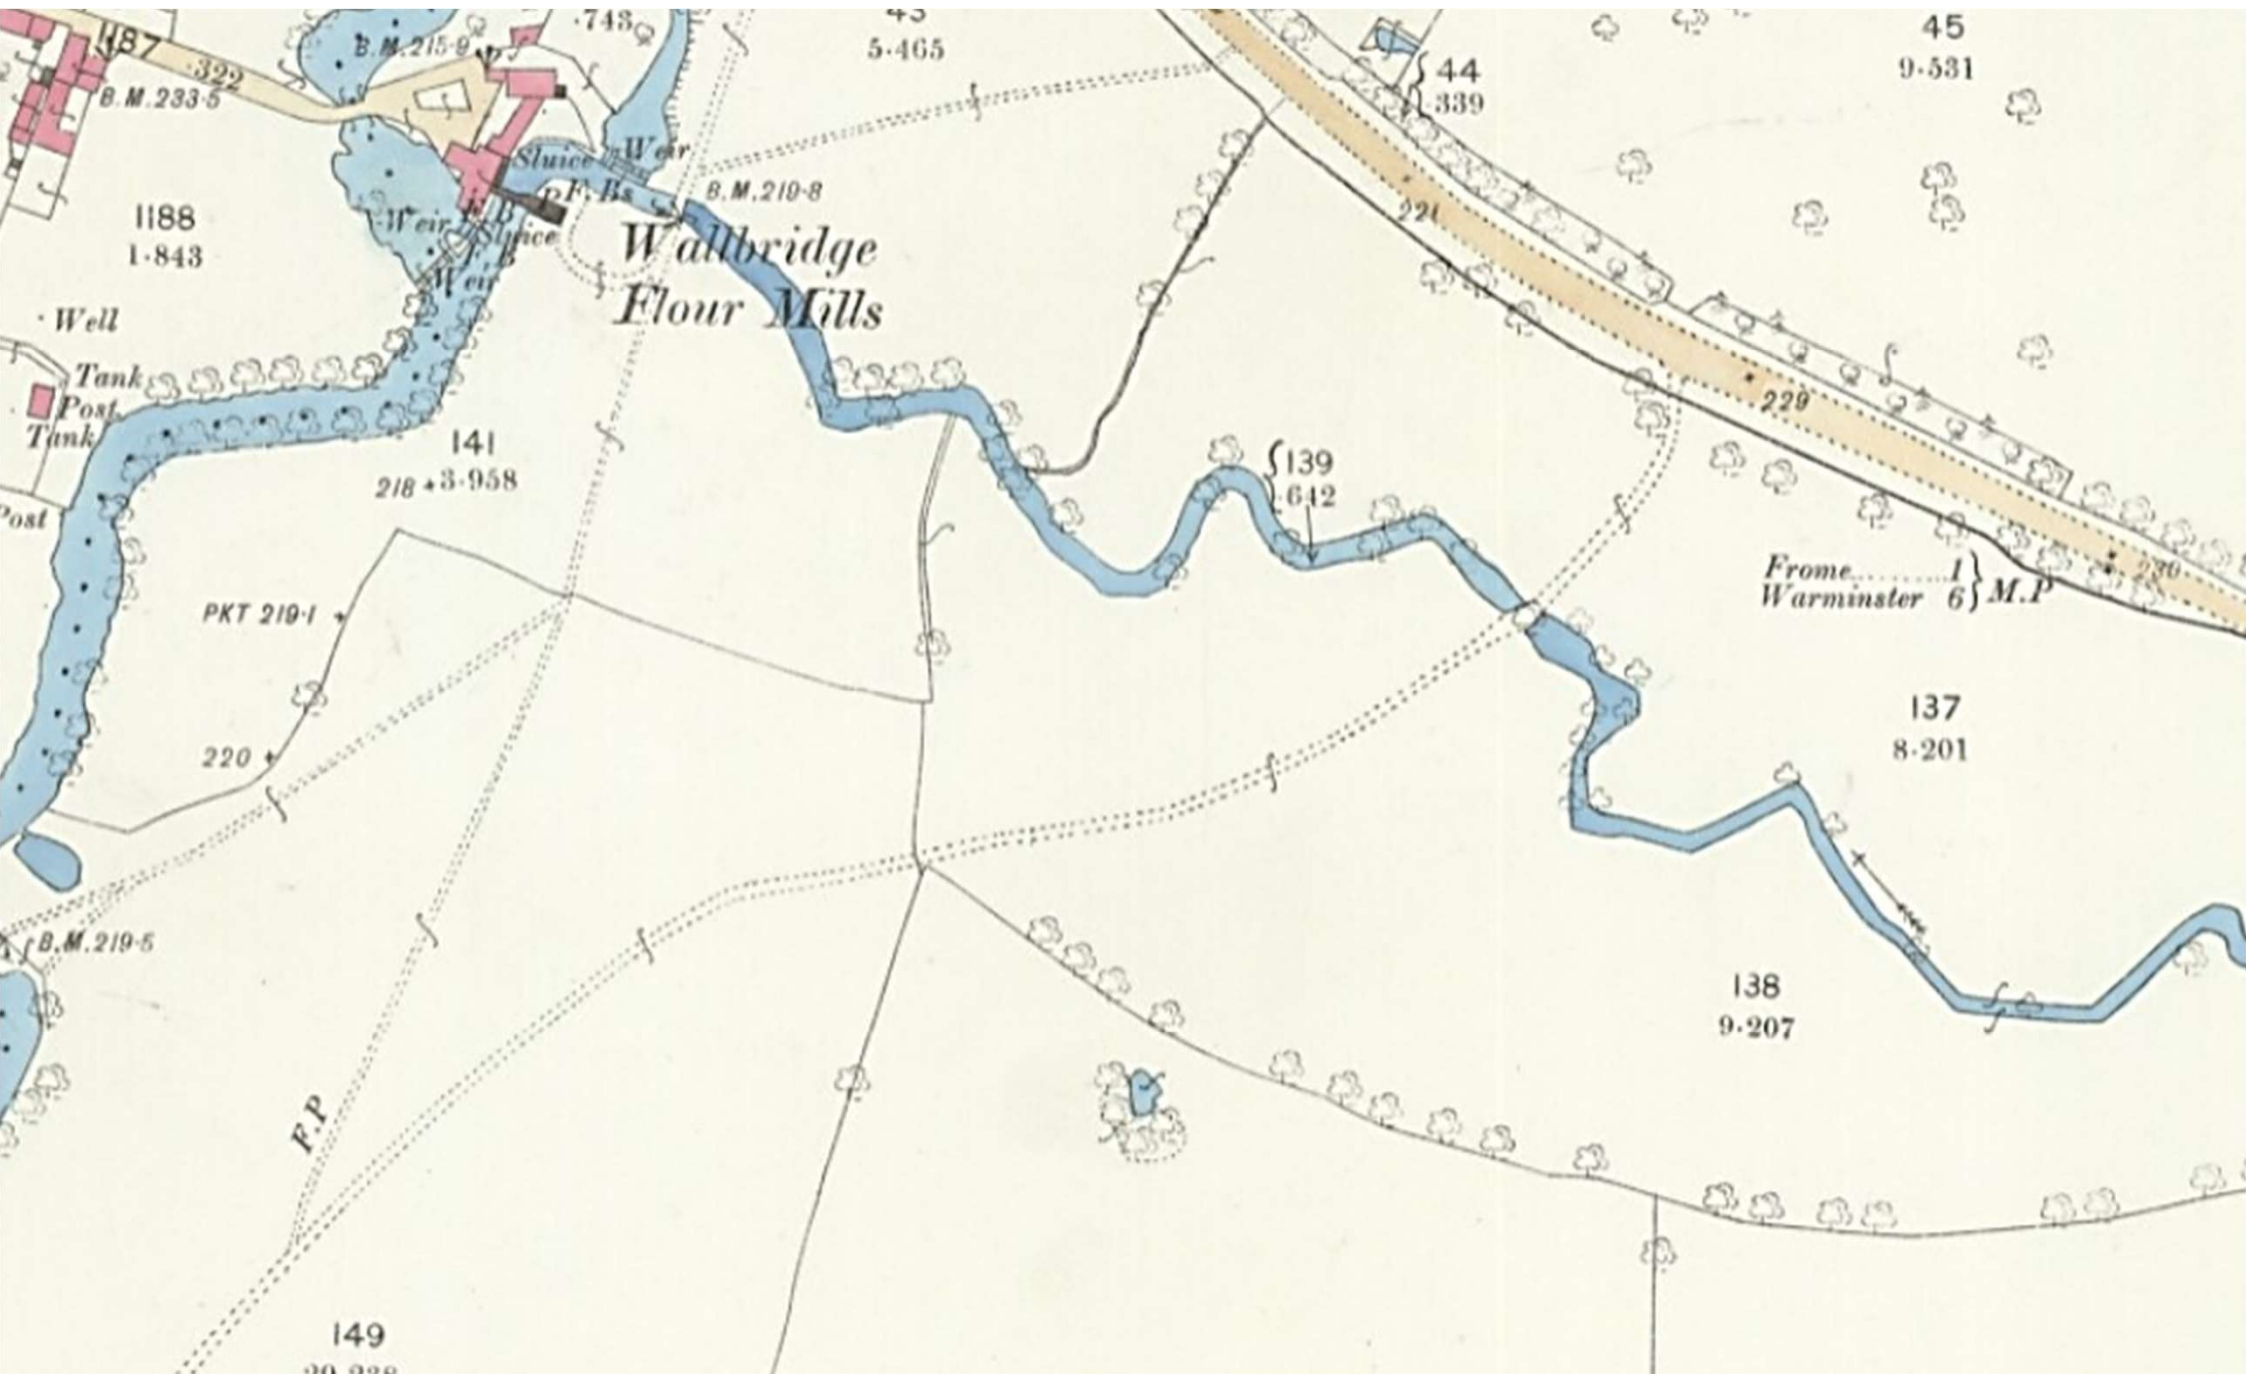 1187
·322
B.M.233·5
B.M.215·9
·743
43
5·465
44
·339
45
9·531
Sluice
Weir
F.Bs
B.M.219·8
Weir
F.B
Sluice
F.B
Weir
Wallbridge
Flour Mills
1188
1·843
Well
Tank
Post
Tank
Post
141
218 + 3·958
221
229
139
·642
Frome........1
Warminster 6
M.P
230
PKT 219·1
220
137
8·201
B.M.219·5
138
9·207
F.P
149